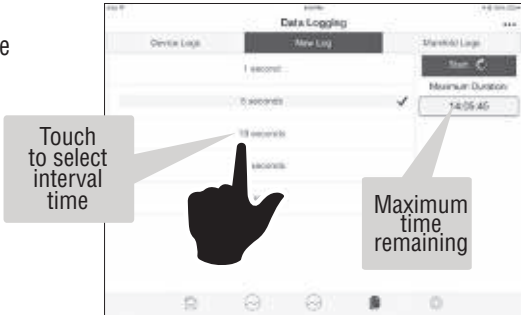 e
Data Logging
Device Logs
New Log
Manifold Logs
Start
1 second
Maximum Duration
5 seconds
14:05:45
10 seconds
seconds
Touch
to select
interval
time
Maximum
time
remaining